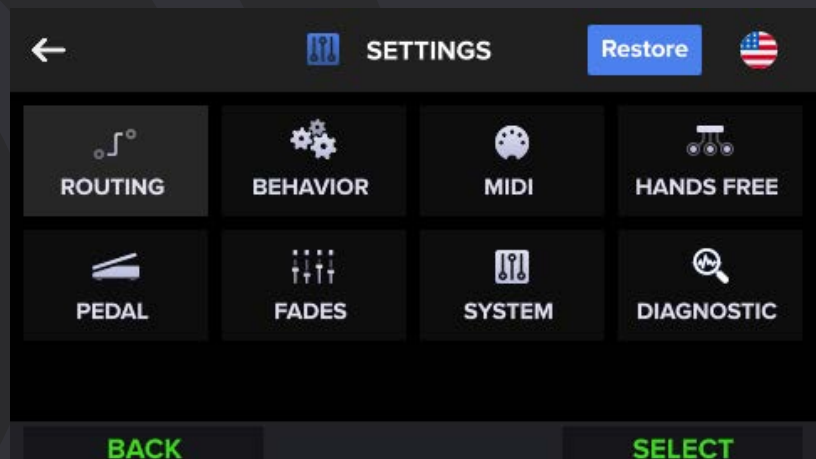 SETTINGS Restore
ROUTING BEHAVIOR MIDI HANDS FREE
PEDAL FADES SYSTEM DIAGNOSTIC
BACK SELECT